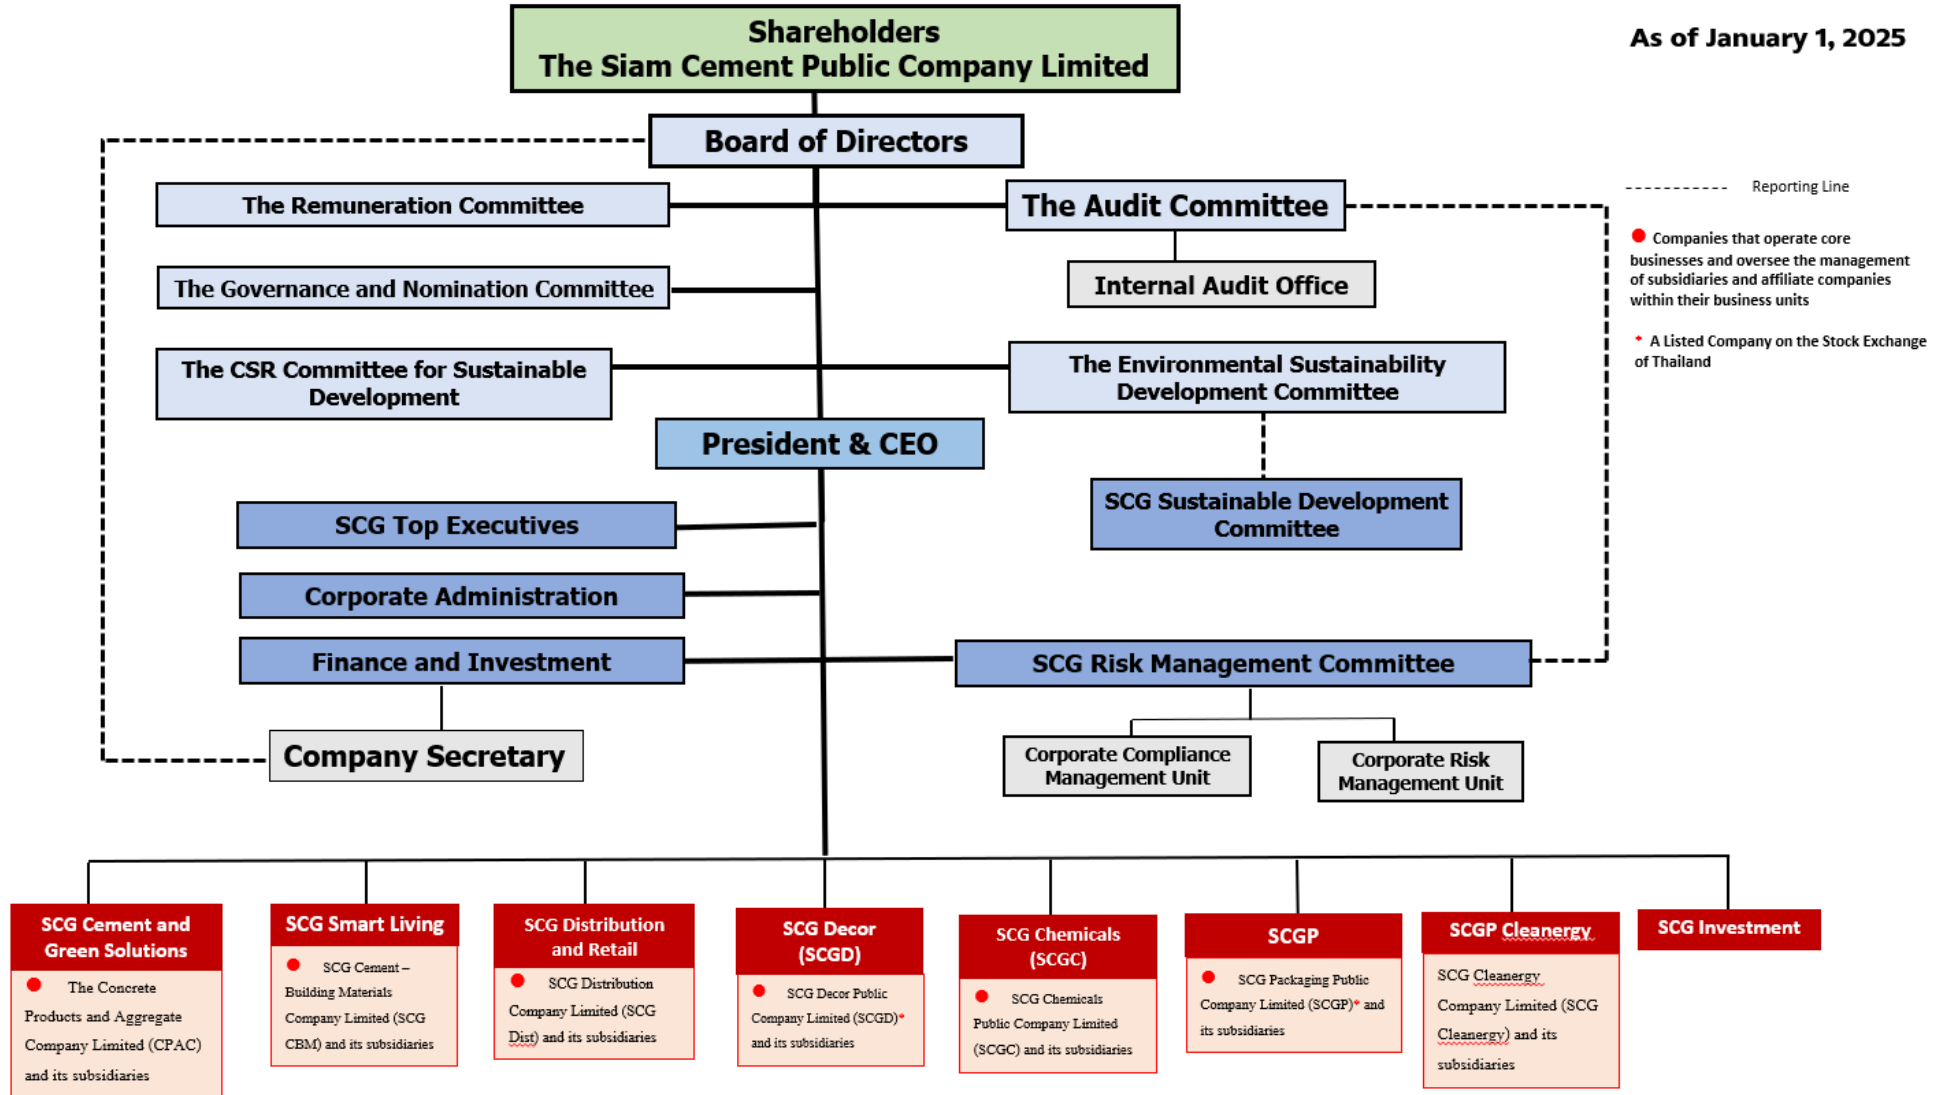 Shareholders
The Siam Cement Public Company Limited
As of January 1, 2025
Board of Directors
The Remuneration Committee
The Audit Committee
Reporting Line
The Governance and Nomination Committee
Internal Audit Office
● Companies that operate core
businesses and oversee the management
of subsidiaries and affiliate companies
within their business units
* A Listed Company on the Stock Exchange
of Thailand
The CSR Committee for Sustainable
Development
The Environmental Sustainability
Development Committee
President & CEO
SCG Sustainable Development
Committee
SCG Top Executives
Corporate Administration
Finance and Investment
SCG Risk Management Committee
Company Secretary
Corporate Compliance
Management Unit
Corporate Risk
Management Unit
SCG Cement and
Green Solutions
● The Concrete
Products and Aggregate
Company Limited (CPAC)
and its subsidiaries
SCG Smart Living
● SCG Cement –
Building Materials
Company Limited (SCG
CBM) and its subsidiaries
SCG Distribution
and Retail
● SCG Distribution
Company Limited (SCG
Dist) and its subsidiaries
SCG Decor
(SCGD)
● SCG Decor Public
Company Limited (SCGD)*
and its subsidiaries
SCG Chemicals
(SCGC)
● SCG Chemicals
Public Company Limited
(SCGC) and its subsidiaries
SCGP
● SCG Packaging Public
Company Limited (SCGP)* and
its subsidiaries
SCGP Cleanergy
SCG Cleanergy
Company Limited (SCG
Cleanergy) and its
subsidiaries
SCG Investment